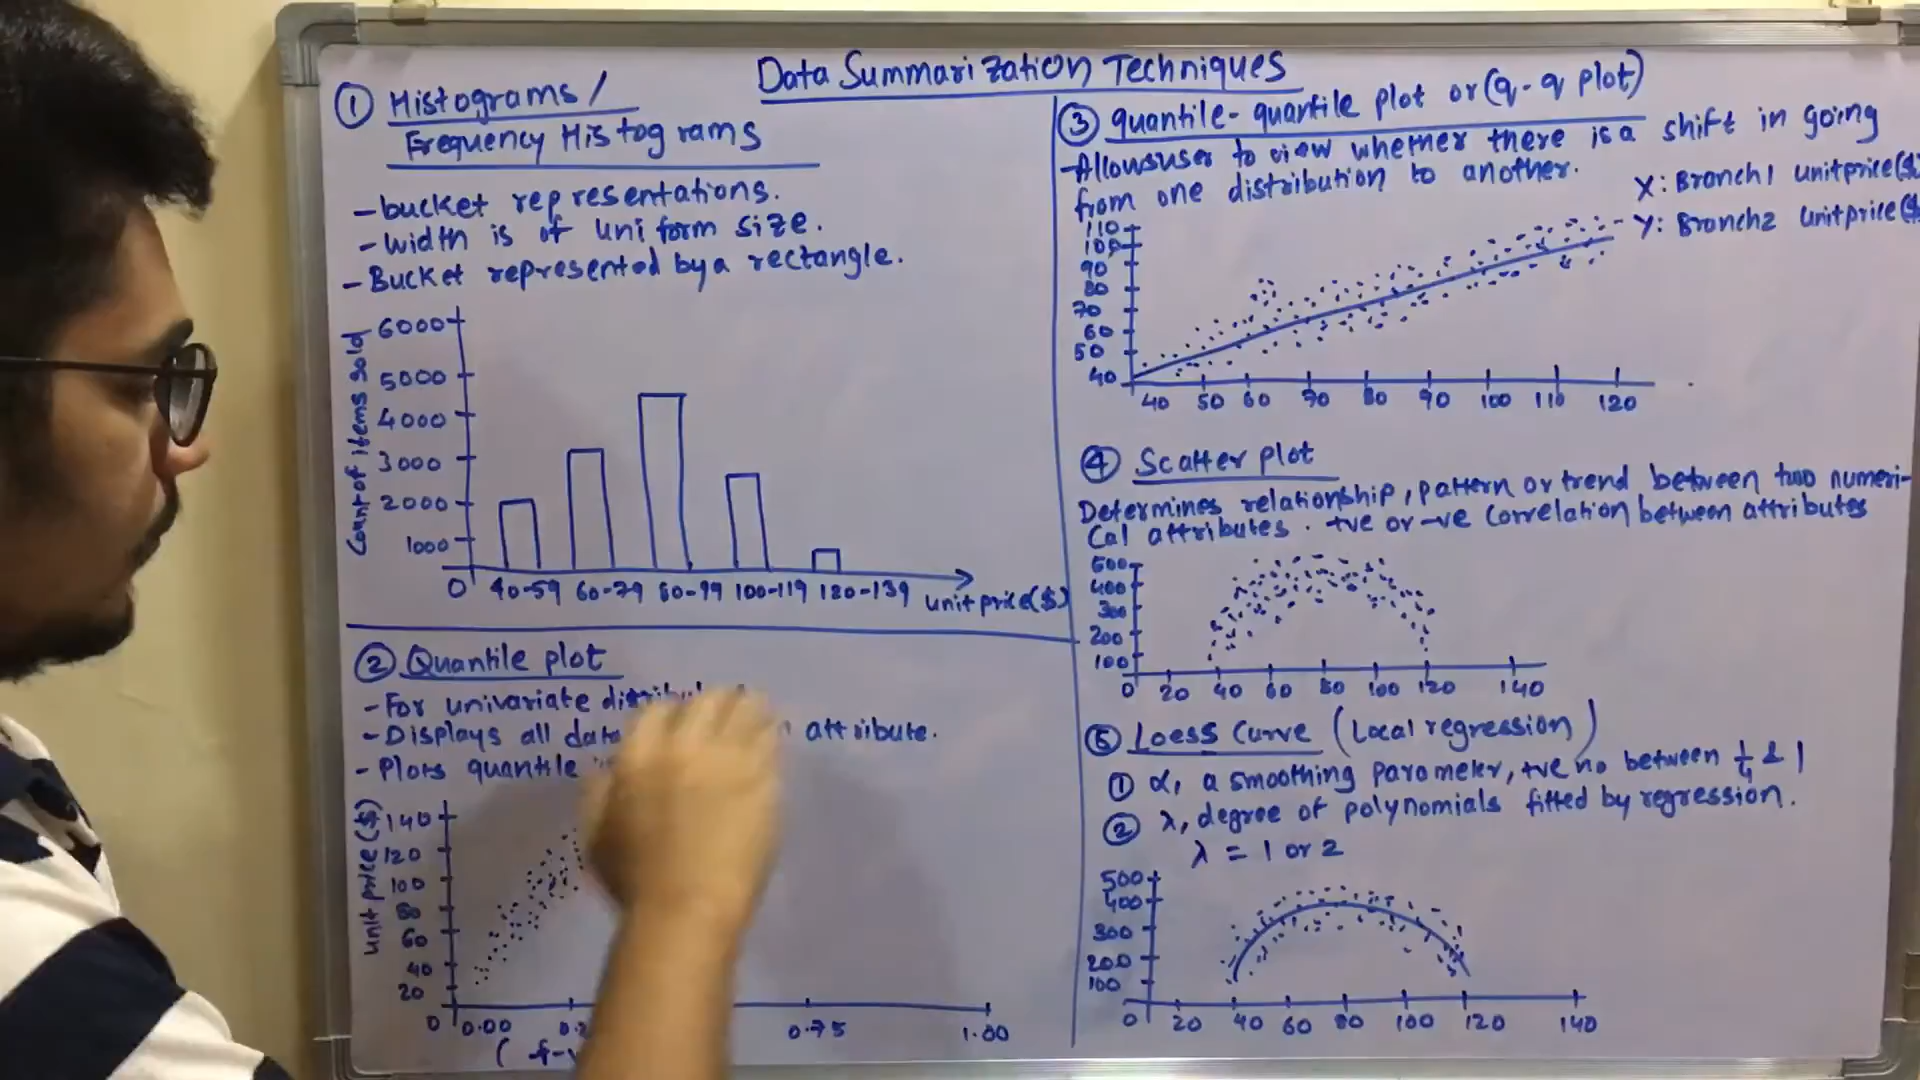 Data Summarization Techniques
① Histograms /
Frequency Histograms
- bucket representations.
- width is of uniform size.
- Bucket represented by a rectangle.
Count of items sold
6000
5000
4000
3000
2000
1000
0
40-59 60-79 80-99 100-119 120-139 unit price($)
② Quantile plot
- For univariate
- Displays all data attribute.
- Plots quantile
unit price($)
140
120
100
80
60
40
20
0 0.00 0.75 1.00
③ quantile-quantile plot or (q-q plot)
- Allows user to view whether there is a shift in going
from one distribution to another.
X: Branch1 unit price($
Y: Branch2 unit price($
110
100
90
80
70
60
50
40
40 50 60 70 80 90 100 110 120
④ Scatter plot
Determines relationship, pattern or trend between two numeri-
cal attributes. +ve or -ve correlation between attributes
500
400
300
200
100
0 20 40 60 80 100 120 140
⑤ Loess Curve (Local regression)
① α, a smoothing parameter, +ve no between 1/4 & 1
② λ, degree of polynomials fitted by regression.
λ = 1 or 2
500
400
300
200
100
0 20 40 60 80 100 120 140